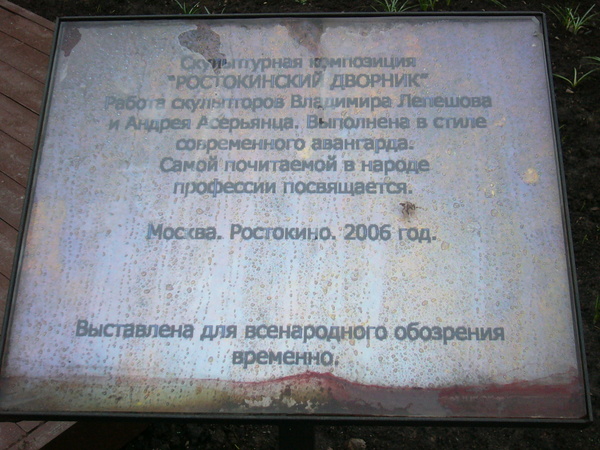 Скульптурная композиция
"РОСТОКИНСКИЙ ДВОРНИК"
Работа скульпторов Владимира Лепешова
и Андрея Асерьянца. Выполнена в стиле
современного авангарда.
Самой почитаемой в народе
профессии посвящается.
Москва. Ростокино. 2006 год.
Выставлена для всенародного обозрения
временно.